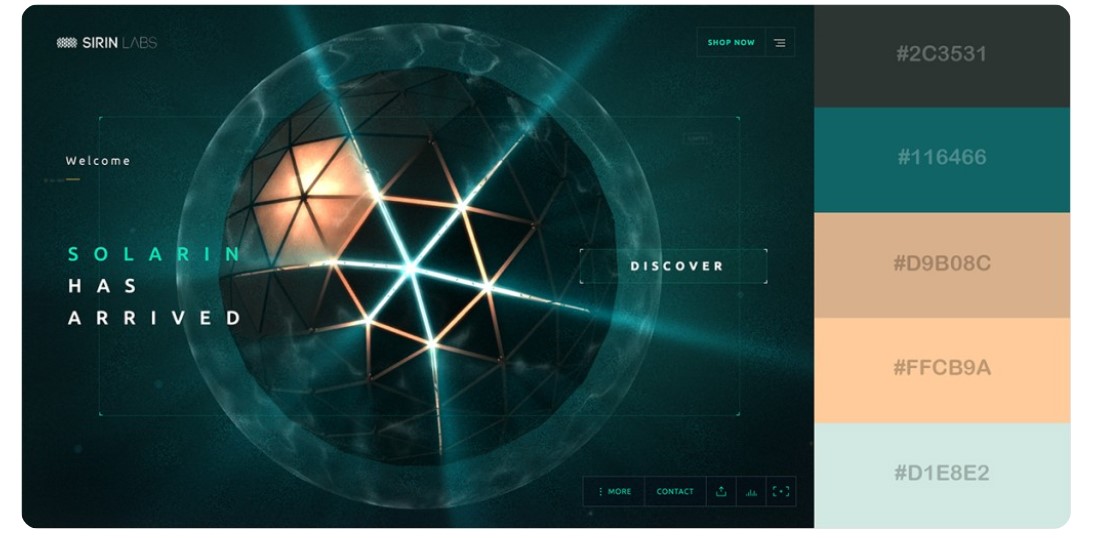 SIRIN LABS
SHOP NOW
Welcome
SOLARIN
HAS
ARRIVED
DISCOVER
MORE
CONTACT
#2C3531
#116466
#D9B08C
#FFCB9A
#D1E8E2